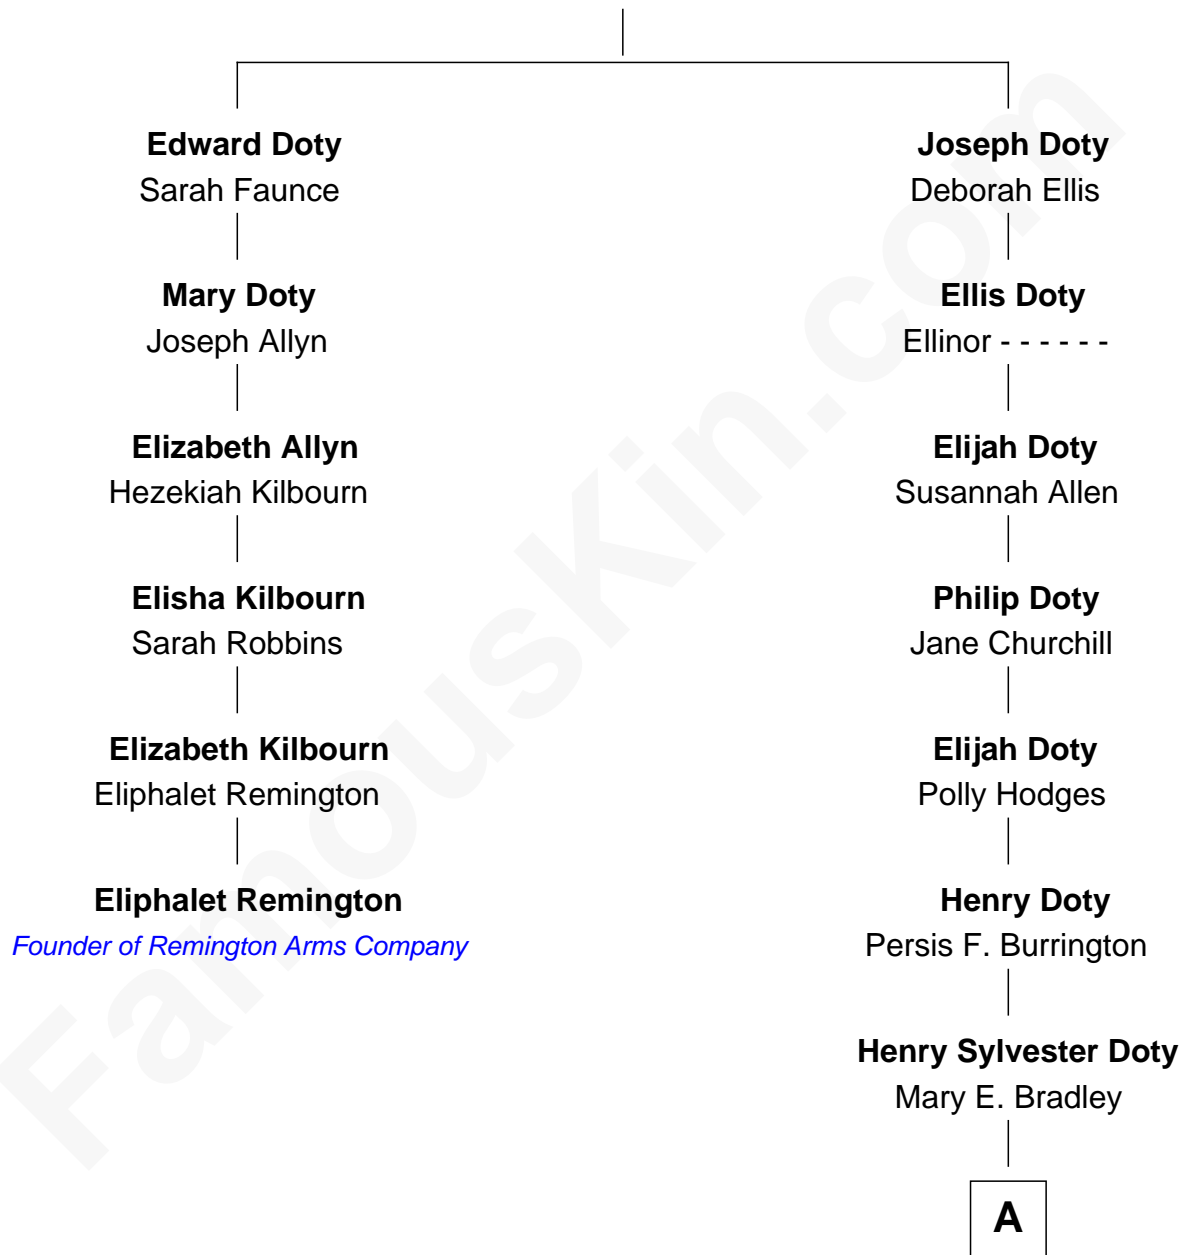 Edward Doty
Sarah Faunce
Mary Doty
Joseph Allyn
Elizabeth Allyn
Hezekiah Kilbourn
Elisha Kilbourn
Sarah Robbins
Elizabeth Kilbourn
Eliphalet Remington
Eliphalet Remington
Founder of Remington Arms Company
Joseph Doty
Deborah Ellis
Ellis Doty
Ellinor - - - - - -
Elijah Doty
Susannah Allen
Philip Doty
Jane Churchill
Elijah Doty
Polly Hodges
Henry Doty
Persis F. Burrington
Henry Sylvester Doty
Mary E. Bradley
A
FamousKin.com